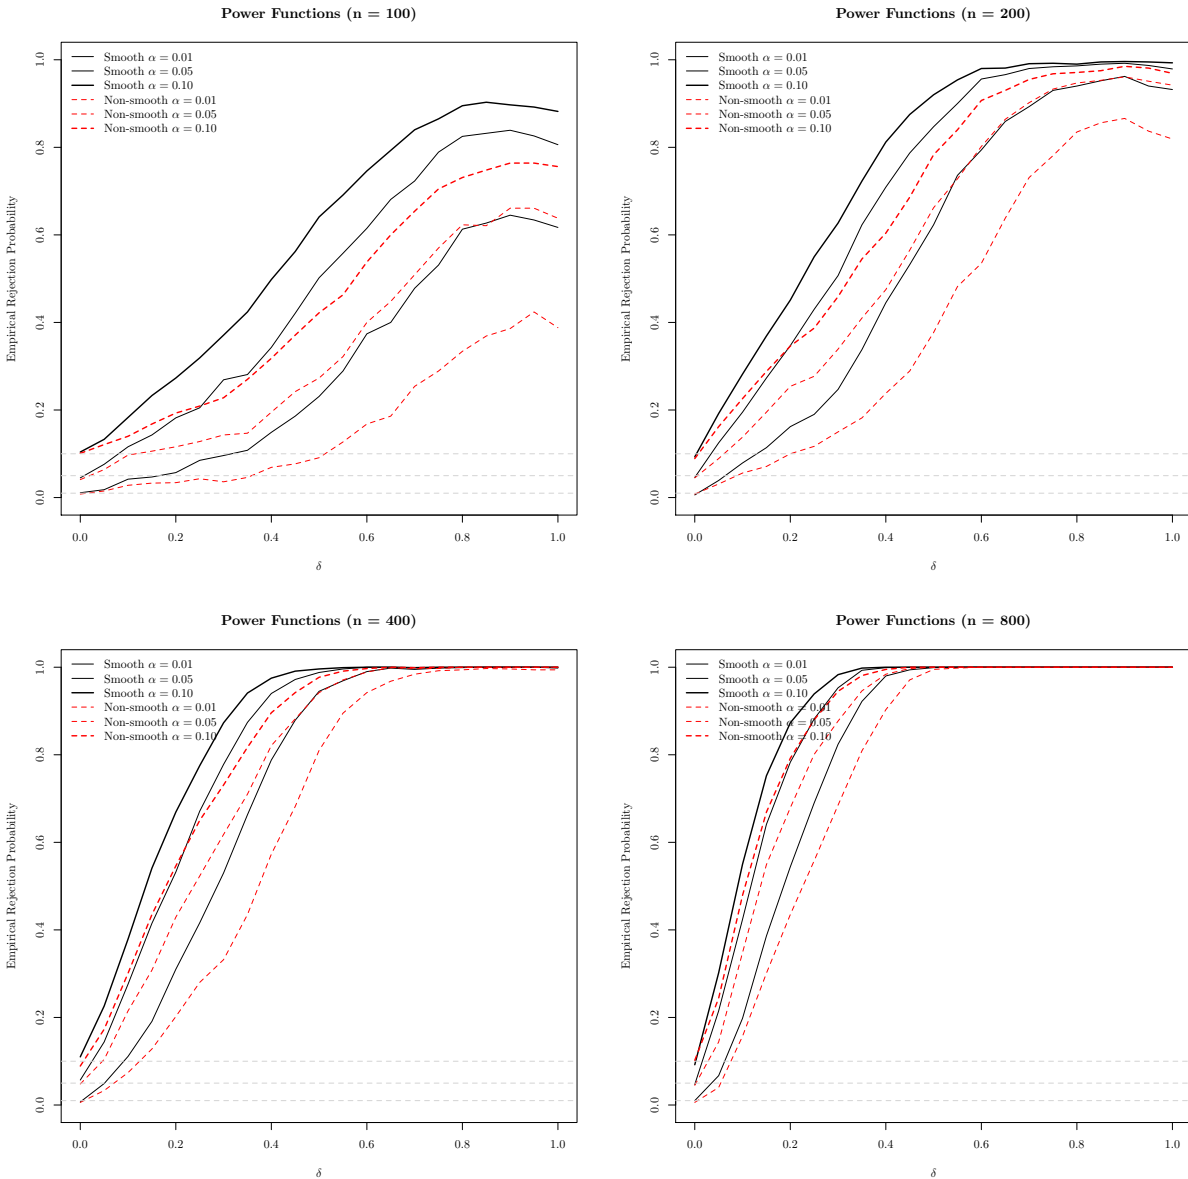 Power Functions (n = 100)
Smooth α = 0.01
Smooth α = 0.05
Smooth α = 0.10
Non-smooth α = 0.01
Non-smooth α = 0.05
Non-smooth α = 0.10
Empirical Rejection Probability
1.0
0.8
0.6
0.4
0.2
0.0
0.0 0.2 0.4 0.6 0.8 1.0
δ
Power Functions (n = 200)
Smooth α = 0.01
Smooth α = 0.05
Smooth α = 0.10
Non-smooth α = 0.01
Non-smooth α = 0.05
Non-smooth α = 0.10
Empirical Rejection Probability
1.0
0.8
0.6
0.4
0.2
0.0
0.0 0.2 0.4 0.6 0.8 1.0
δ
Power Functions (n = 400)
Smooth α = 0.01
Smooth α = 0.05
Smooth α = 0.10
Non-smooth α = 0.01
Non-smooth α = 0.05
Non-smooth α = 0.10
Empirical Rejection Probability
1.0
0.8
0.6
0.4
0.2
0.0
0.0 0.2 0.4 0.6 0.8 1.0
δ
Power Functions (n = 800)
Smooth α = 0.01
Smooth α = 0.05
Smooth α = 0.10
Non-smooth α = 0.01
Non-smooth α = 0.05
Non-smooth α = 0.10
Empirical Rejection Probability
1.0
0.8
0.6
0.4
0.2
0.0
0.0 0.2 0.4 0.6 0.8 1.0
δ